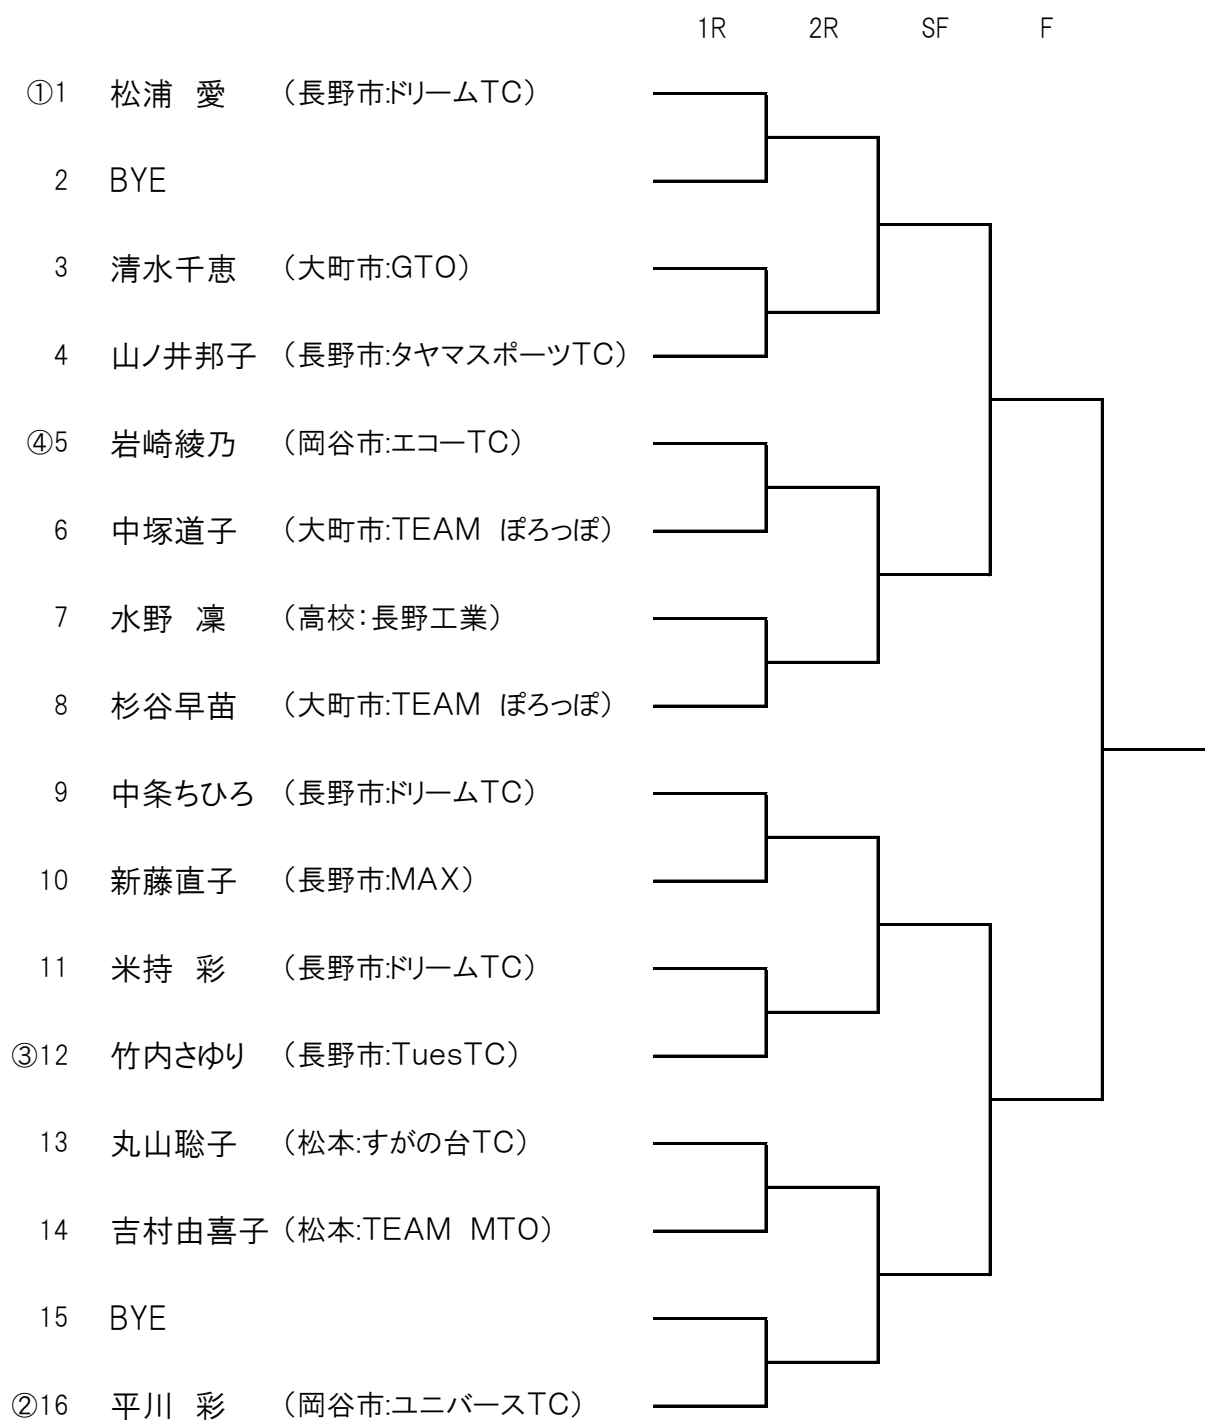 1R 2R SF F
①1 松浦 愛 （長野市:ドリームTC）
2 BYE
3 清水千恵 （大町市:GTO）
4 山ノ井邦子 （長野市:タヤマスポーツTC）
④5 岩崎綾乃 （岡谷市:エコーTC）
6 中塚道子 （大町市:TEAM ぽろっぽ）
7 水野 凜 （高校：長野工業）
8 杉谷早苗 （大町市:TEAM ぽろっぽ）
9 中条ちひろ （長野市:ドリームTC）
10 新藤直子 （長野市:MAX）
11 米持 彩 （長野市:ドリームTC）
③12 竹内さゆり （長野市:TuesTC）
13 丸山聡子 （松本:すがの台TC）
14 吉村由喜子 （松本:TEAM MTO）
15 BYE
②16 平川 彩 （岡谷市:ユニバースTC）